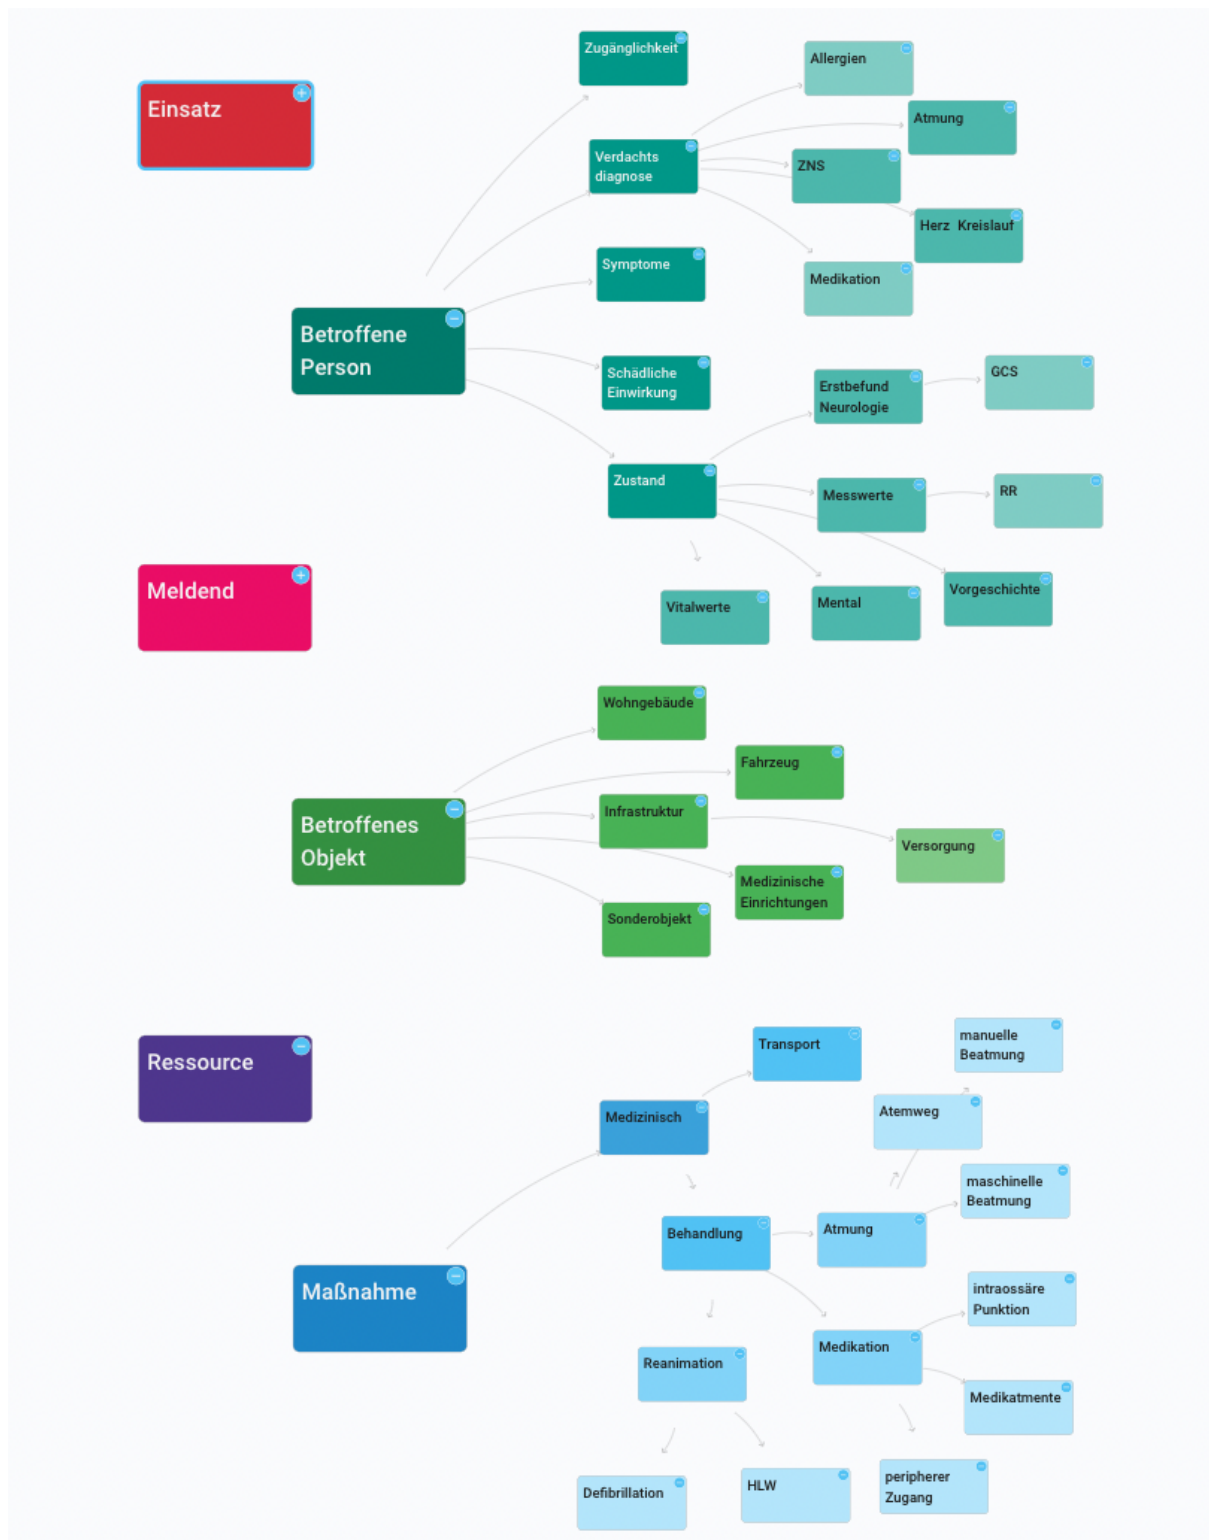 Zugänglichkeit
Allergien
Einsatz
Atmung
Verdachts
diagnose
ZNS
Herz Kreislauf
Symptome
Medikation
Betroffene
Person
Schädliche
Einwirkung
Erstbefund
Neurologie
GCS
Zustand
Messwerte
RR
Meldend
Vitalwerte
Mental
Vorgeschichte
Wohngebäude
Fahrzeug
Betroffenes
Objekt
Infrastruktur
Versorgung
Medizinische
Einrichtungen
Sonderobjekt
Ressource
Transport
manuelle
Beatmung
Medizinisch
Atemweg
maschinelle
Beatmung
Behandlung
Atmung
Maßnahme
intraossäre
Punktion
Reanimation
Medikation
Medikatmente
Defibrillation
HLW
peripherer
Zugang